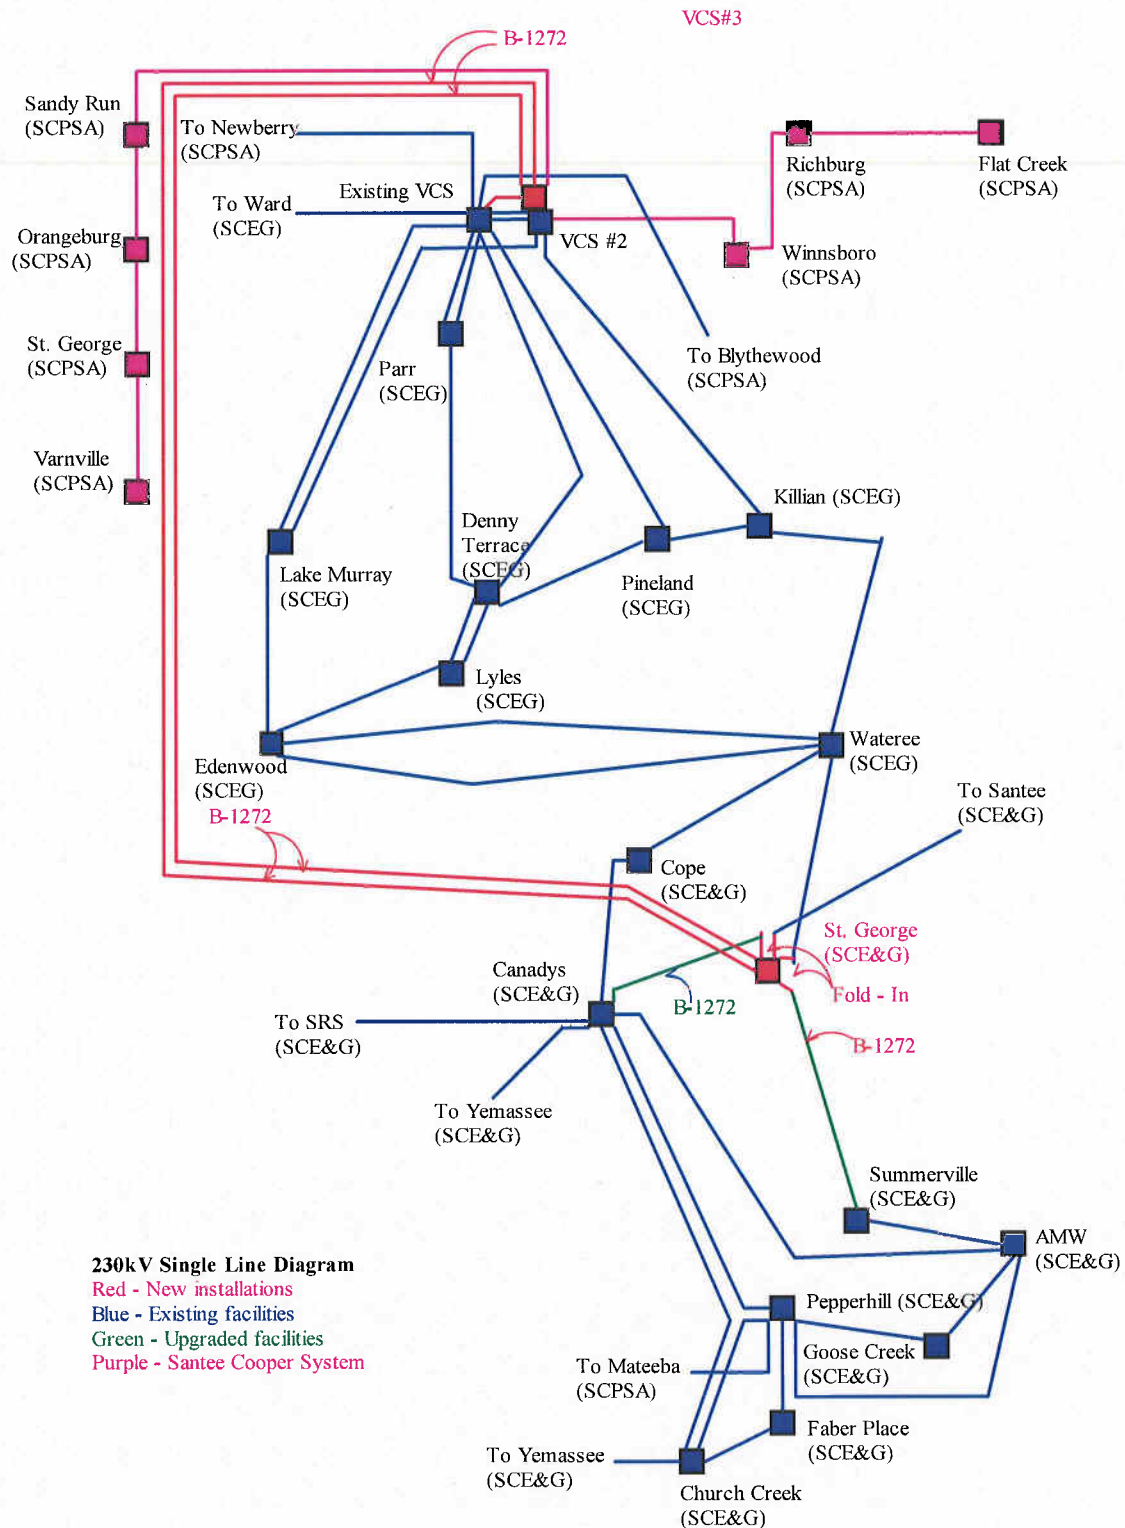 VCS#3
B-1272
Sandy Run
(SCPSA)
To Newberry
(SCPSA)
Richburg
(SCPSA)
Flat Creek
(SCPSA)
Existing VCS
To Ward
(SCEG)
VCS #2
Orangeburg
(SCPSA)
Winnsboro
(SCPSA)
St. George
(SCPSA)
Parr
(SCEG)
To Blythewood
(SCPSA)
Varnville
(SCPSA)
Killian (SCEG)
Denny
Terrace
(SCEG)
Lake Murray
(SCEG)
Pineland
(SCEG)
Lyles
(SCEG)
Edenwood
(SCEG)
Wateree
(SCEG)
To Santee
(SCE&G)
B-1272
Cope
(SCE&G)
St. George
(SCE&G)
Canadys
(SCE&G)
Fold - In
B-1272
To SRS
(SCE&G)
B-1272
To Yemassee
(SCE&G)
Summerville
(SCE&G)
AMW
(SCE&G)
230kV Single Line Diagram
Red - New installations
Blue - Existing facilities
Green - Upgraded facilities
Purple - Santee Cooper System
Pepperhill (SCE&G)
Goose Creek
(SCE&G)
To Mateeba
(SCPSA)
Faber Place
(SCE&G)
To Yemassee
(SCE&G)
Church Creek
(SCE&G)